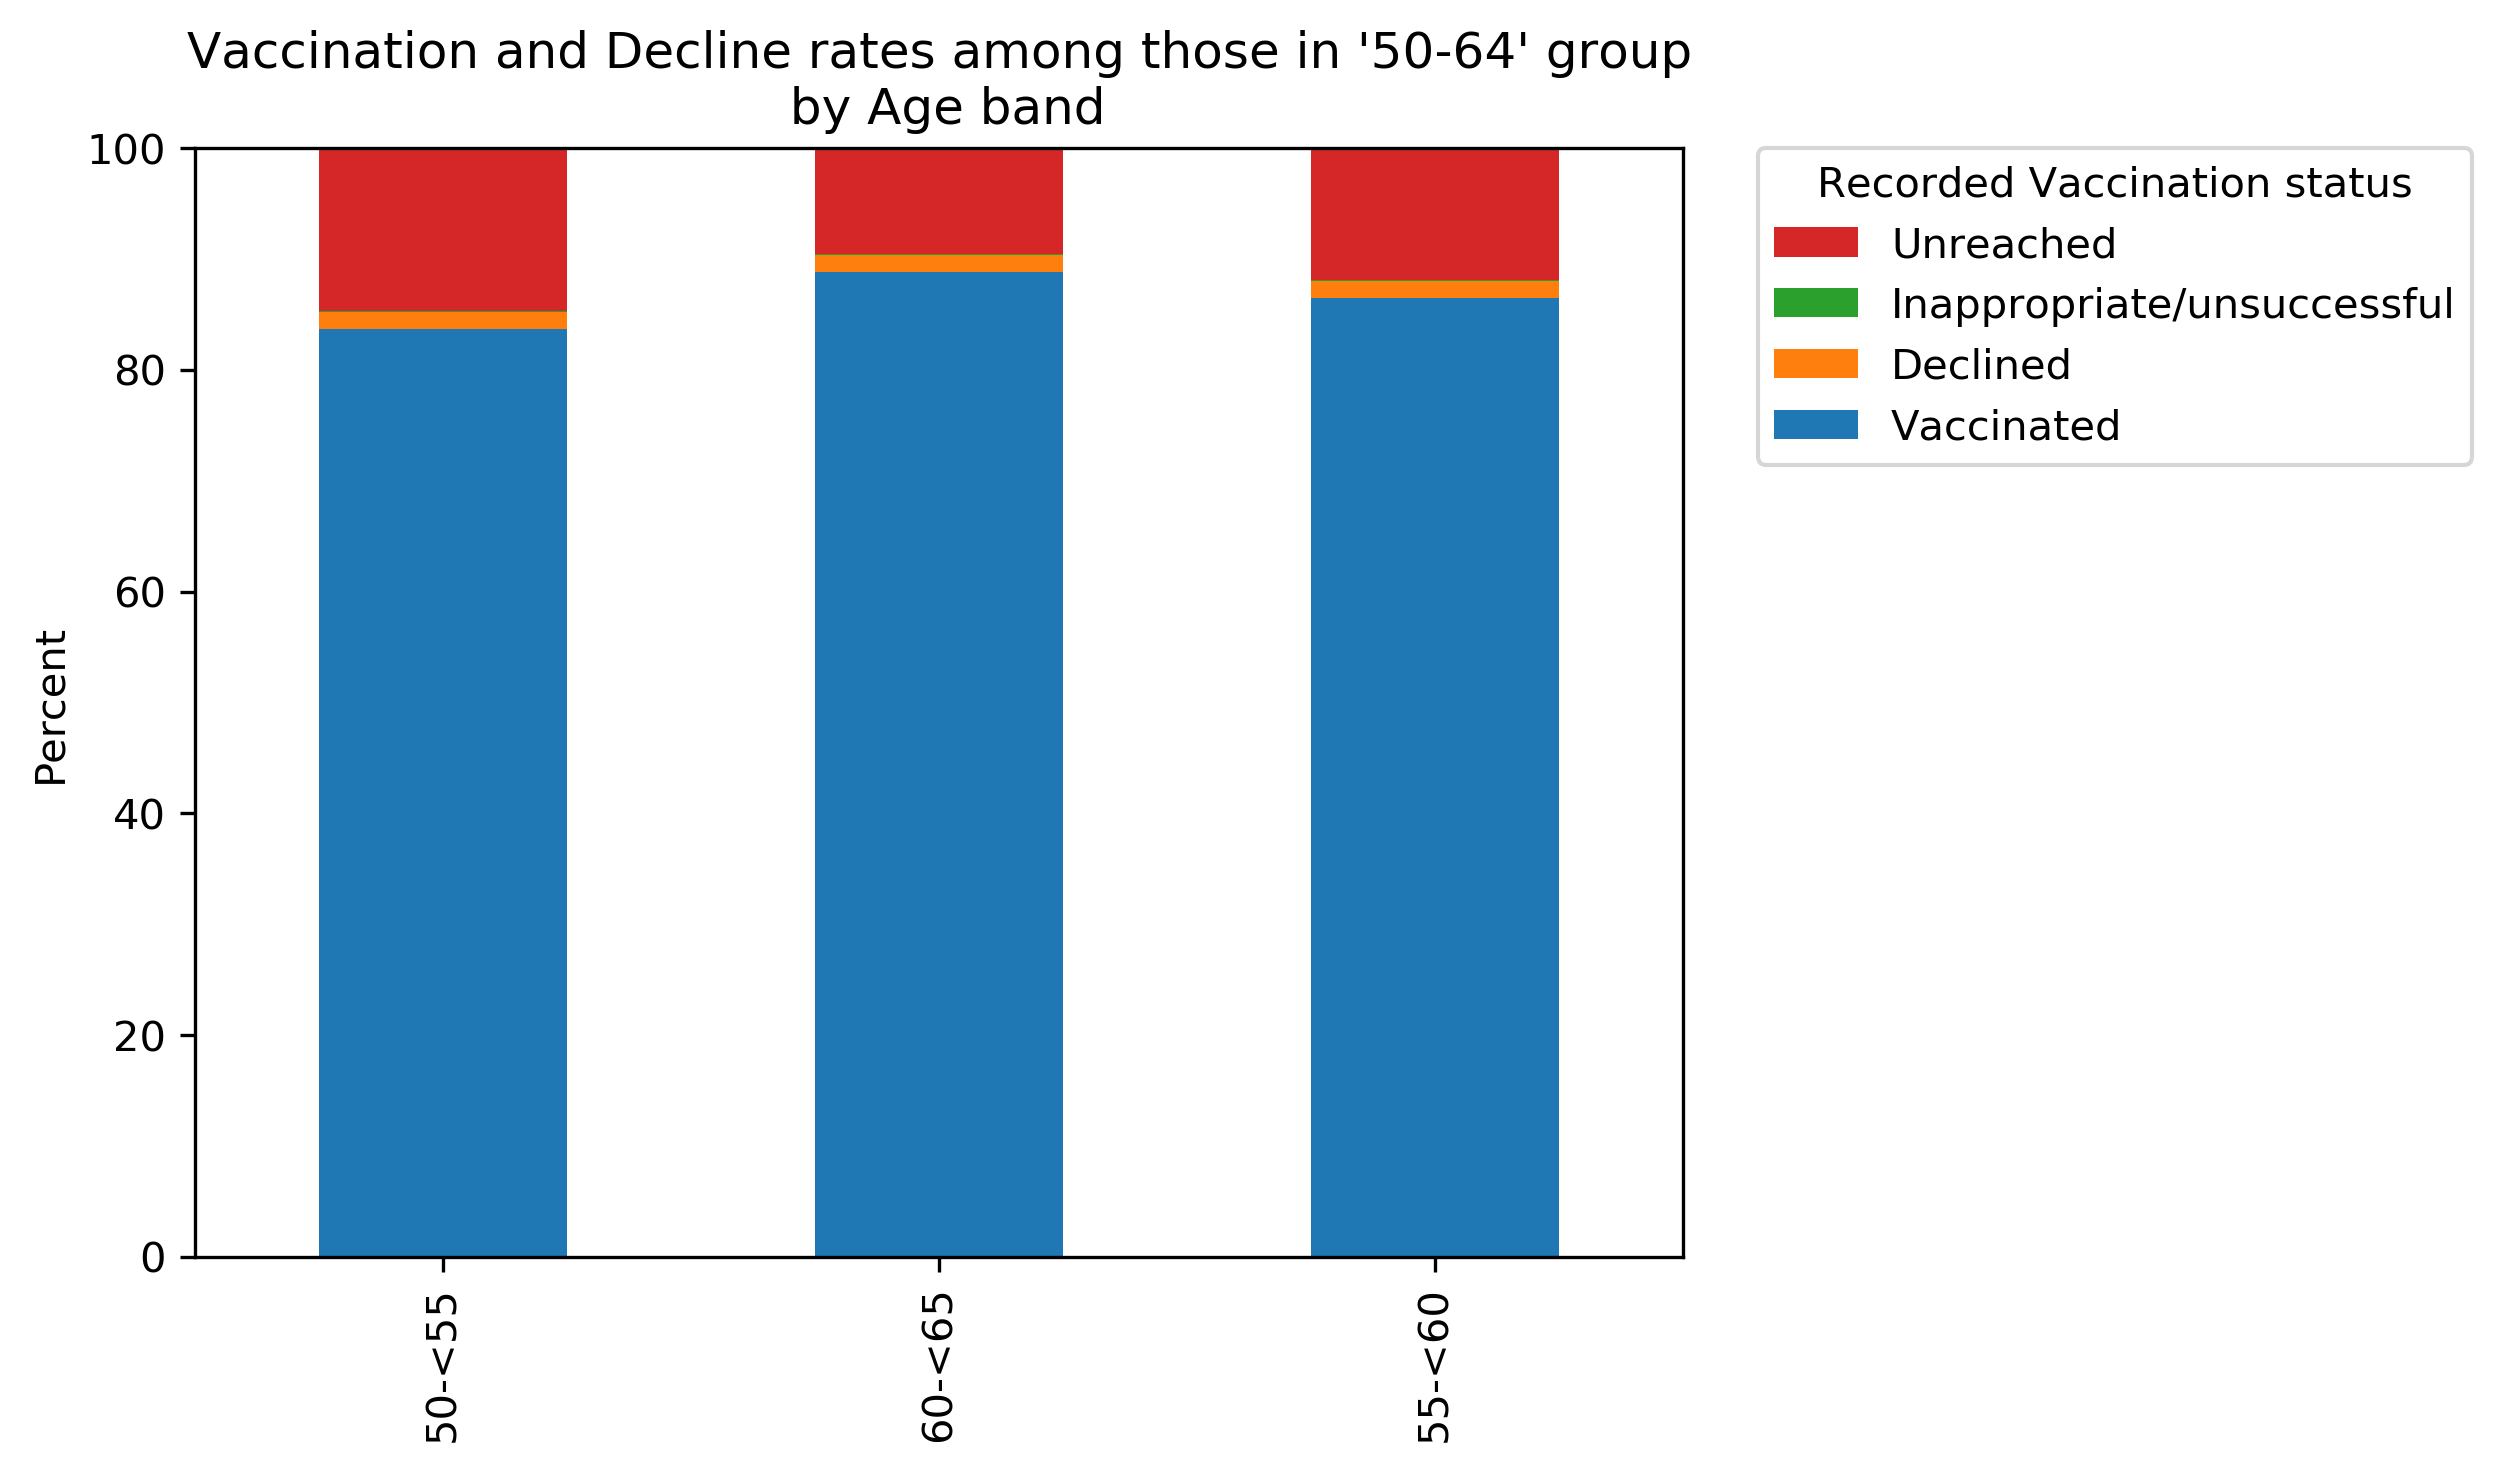 Vaccination and Decline rates among those in '50-64' group
by Age band
100
80
60
40
20
0
Percent
50-<55
60-<65
55-<60
Recorded Vaccination status
Unreached
Inappropriate/unsuccessful
Declined
Vaccinated